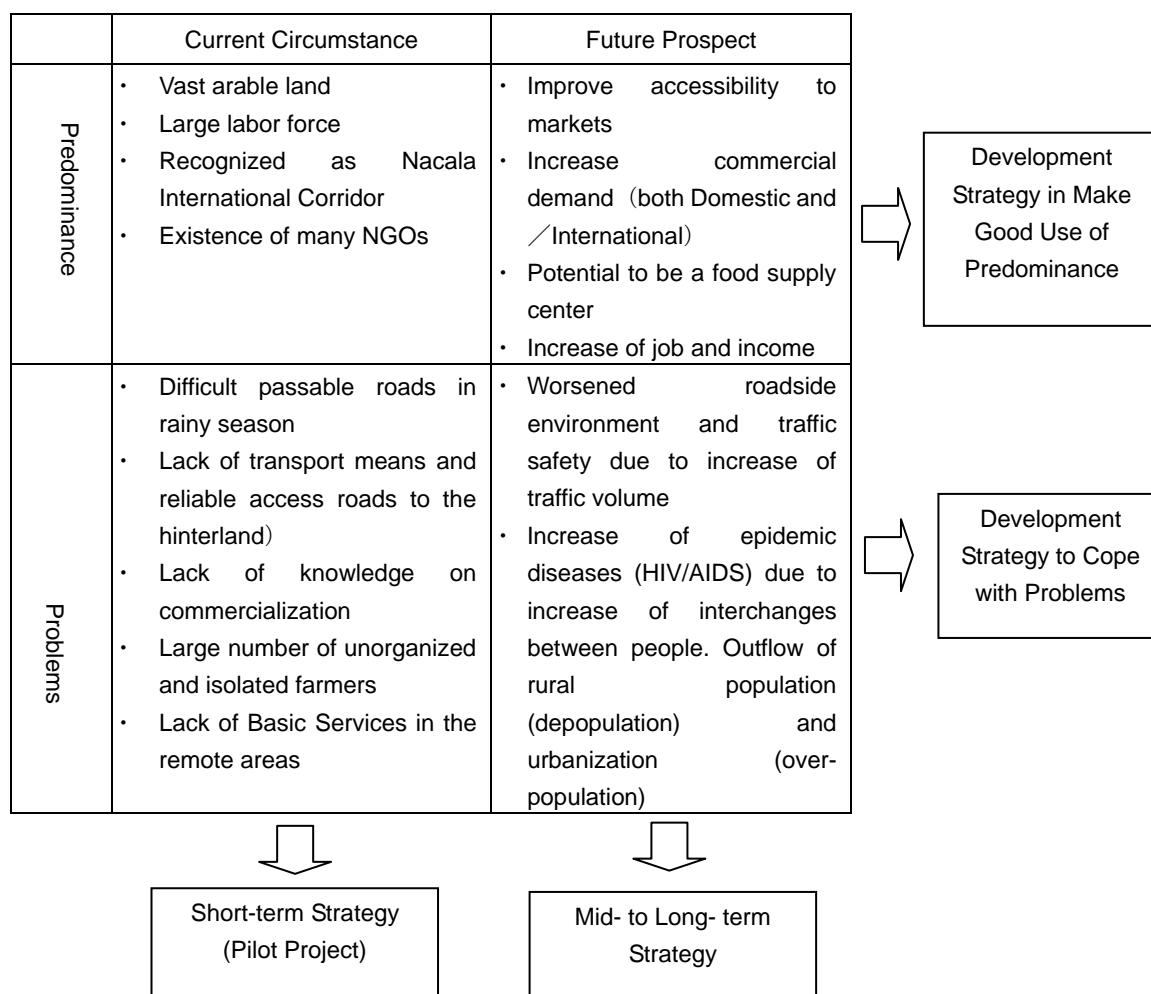 Current Circumstance
Future Prospect
Predominance
・ Vast arable land
・ Large labor force
・ Recognized as Nacala
International Corridor
・ Existence of many NGOs
・ Improve accessibility to
markets
・ Increase commercial
demand（both Domestic and
／International）
・ Potential to be a food supply
center
・ Increase of job and income
Development
Strategy in Make
Good Use of
Predominance
Problems
・ Difficult passable roads in
rainy season
・ Lack of transport means and
reliable access roads to the
hinterland）
・ Lack of knowledge on
commercialization
・ Large number of unorganized
and isolated farmers
・ Lack of Basic Services in the
remote areas
・ Worsened roadside
environment and traffic
safety due to increase of
traffic volume
・ Increase of epidemic
diseases (HIV/AIDS) due to
increase of interchanges
between people. Outflow of
rural population
(depopulation) and
urbanization (over-
population)
Development
Strategy to Cope
with Problems
Short-term Strategy
(Pilot Project)
Mid- to Long- term
Strategy